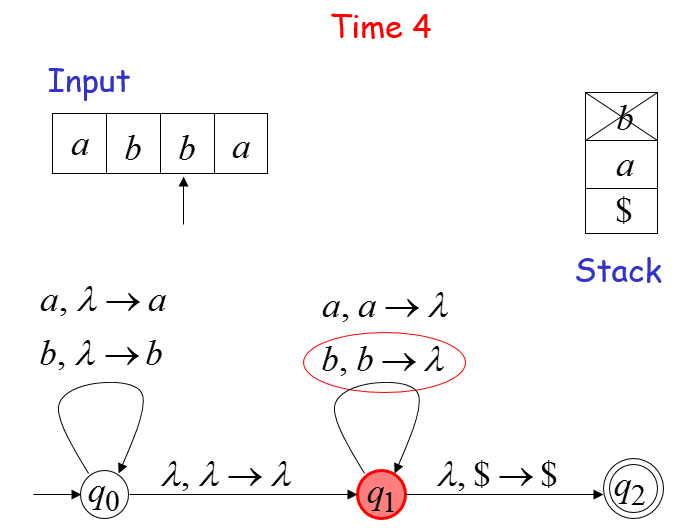 Time 4
Input
a b b a
b
a
$
Stack
a, λ → a
b, λ → b
a, a → λ
b, b → λ
λ, λ → λ
λ, $ → $
q0
q1
q2